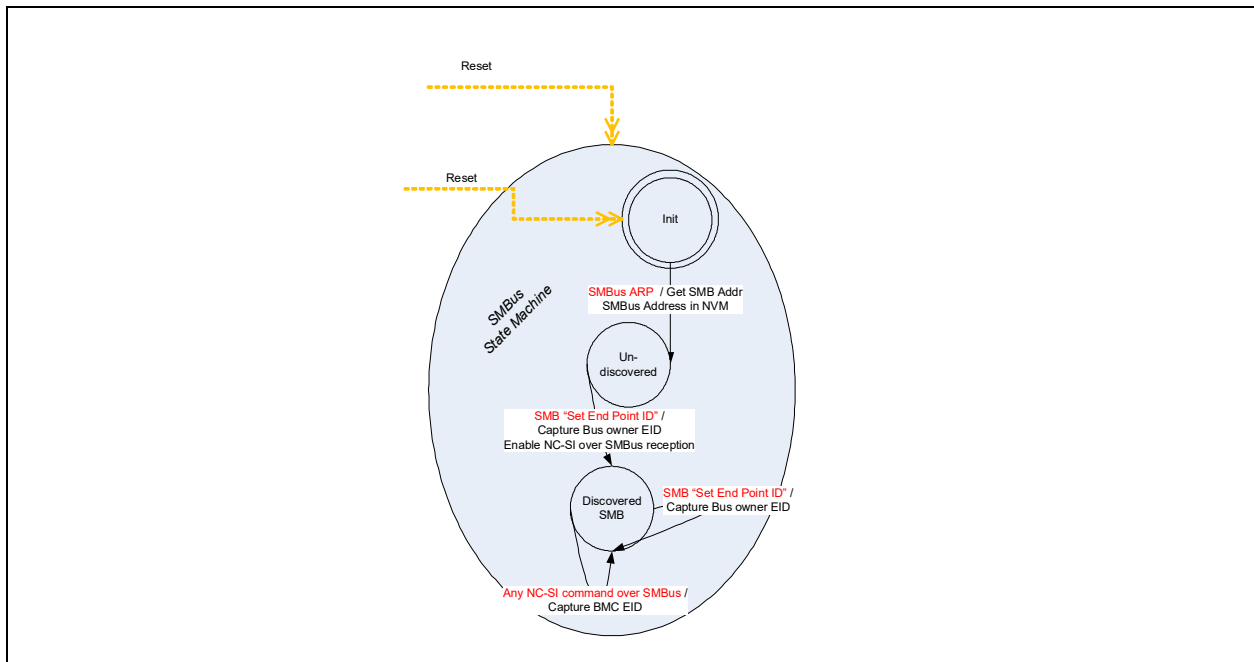 Reset
Reset
Init
SMBus ARP / Get SMB Addr
SMBus Address in NVM
SMBus
State Machine
Un-
discovered
SMB “Set End Point ID” /
Capture Bus owner EID
Enable NC-SI over SMBus reception
Discovered
SMB
SMB “Set End Point ID” /
Capture Bus owner EID
Any NC-SI command over SMBus /
Capture BMC EID